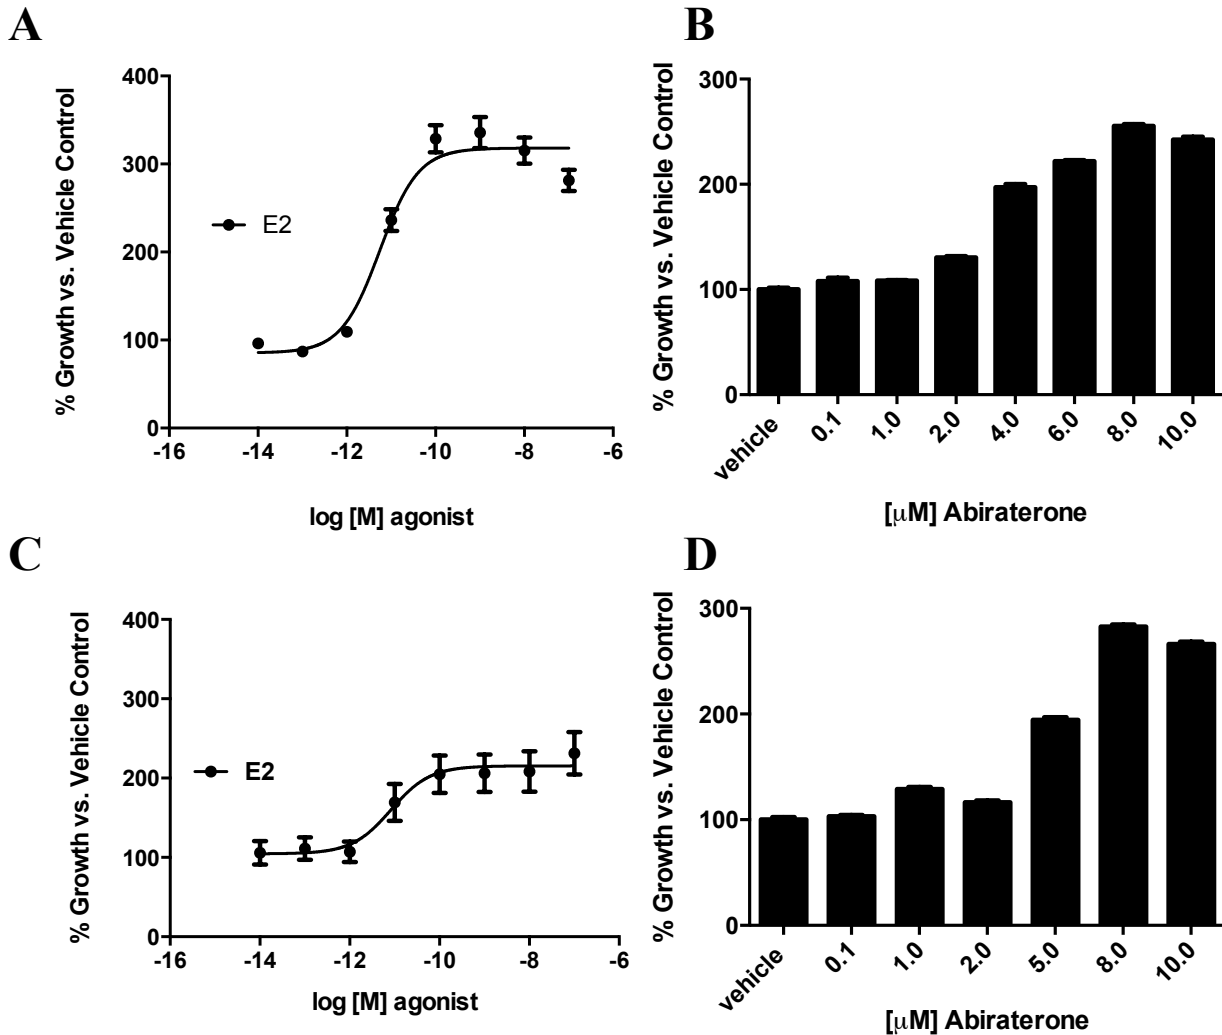 A
% Growth vs. Vehicle Control
400
300
200
100
0
E2
-16
-14
-12
-10
-8
-6
log [M] agonist
B
% Growth vs. Vehicle Control
300
200
100
0
vehicle
0.1
1.0
2.0
4.0
6.0
8.0
10.0
[μM] Abiraterone
C
% Growth vs. Vehicle Control
400
300
200
100
0
E2
-16
-14
-12
-10
-8
-6
log [M] agonist
D
% Growth vs. Vehicle Control
300
200
100
0
vehicle
0.1
1.0
2.0
5.0
8.0
10.0
[μM] Abiraterone